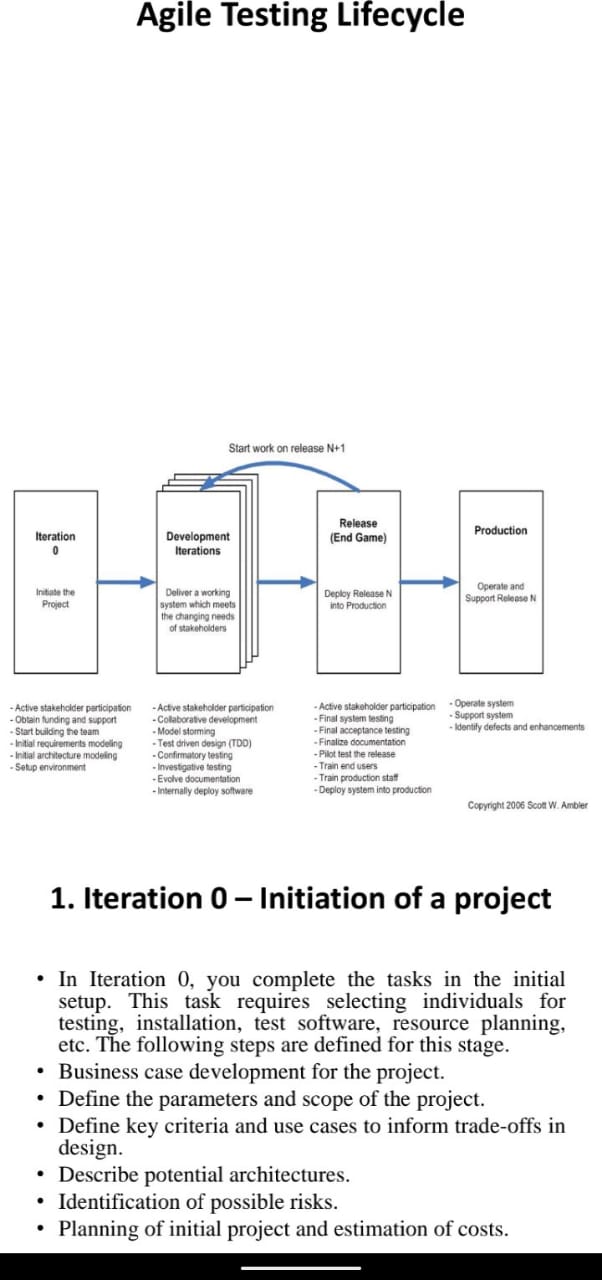 Agile Testing Lifecycle
Start work on release N+1
Iteration
0
Initiate the
Project
Development
Iterations
Deliver a working
system which meets
the changing needs
of stakeholders
Release
(End Game)
Deploy Release N
into Production
Production
Operate and
Support Release N
- Active stakeholder participation
- Obtain funding and support
- Start building the team
- Initial requirements modeling
- Initial architecture modeling
- Setup environment
- Active stakeholder participation
- Collaborative development
- Model storming
- Test driven design (TDD)
- Confirmatory testing
- Investigative testing
- Evolve documentation
- Internally deploy software
- Active stakeholder participation
- Final system testing
- Final acceptance testing
- Finalize documentation
- Pilot test the release
- Train end users
- Train production staff
- Deploy system into production
- Operate system
- Support system
- Identify defects and enhancements
Copyright 2006 Scott W. Ambler
1. Iteration 0 – Initiation of a project
• In Iteration 0, you complete the tasks in the initial
setup. This task requires selecting individuals for
testing, installation, test software, resource planning,
etc. The following steps are defined for this stage.
• Business case development for the project.
• Define the parameters and scope of the project.
• Define key criteria and use cases to inform trade-offs in
design.
• Describe potential architectures.
• Identification of possible risks.
• Planning of initial project and estimation of costs.